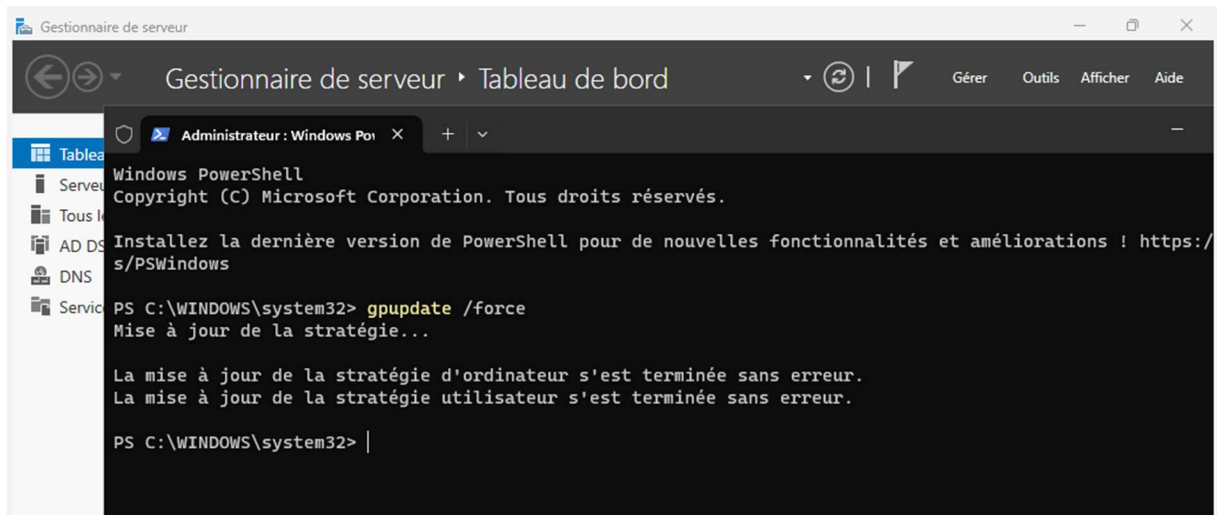 Gestionnaire de serveur
Gestionnaire de serveur ‣ Tableau de bord
Gérer Outils Afficher Aide
Administrateur : Windows
Windows PowerShell
Copyright (C) Microsoft Corporation. Tous droits réservés.
Installez la dernière version de PowerShell pour de nouvelles fonctionnalités et améliorations ! https:/
s/PSWindows
PS C:\WINDOWS\system32> gpupdate /force
Mise à jour de la stratégie...
La mise à jour de la stratégie d'ordinateur s'est terminée sans erreur.
La mise à jour de la stratégie utilisateur s'est terminée sans erreur.
PS C:\WINDOWS\system32>
Tous
AD DS
DNS